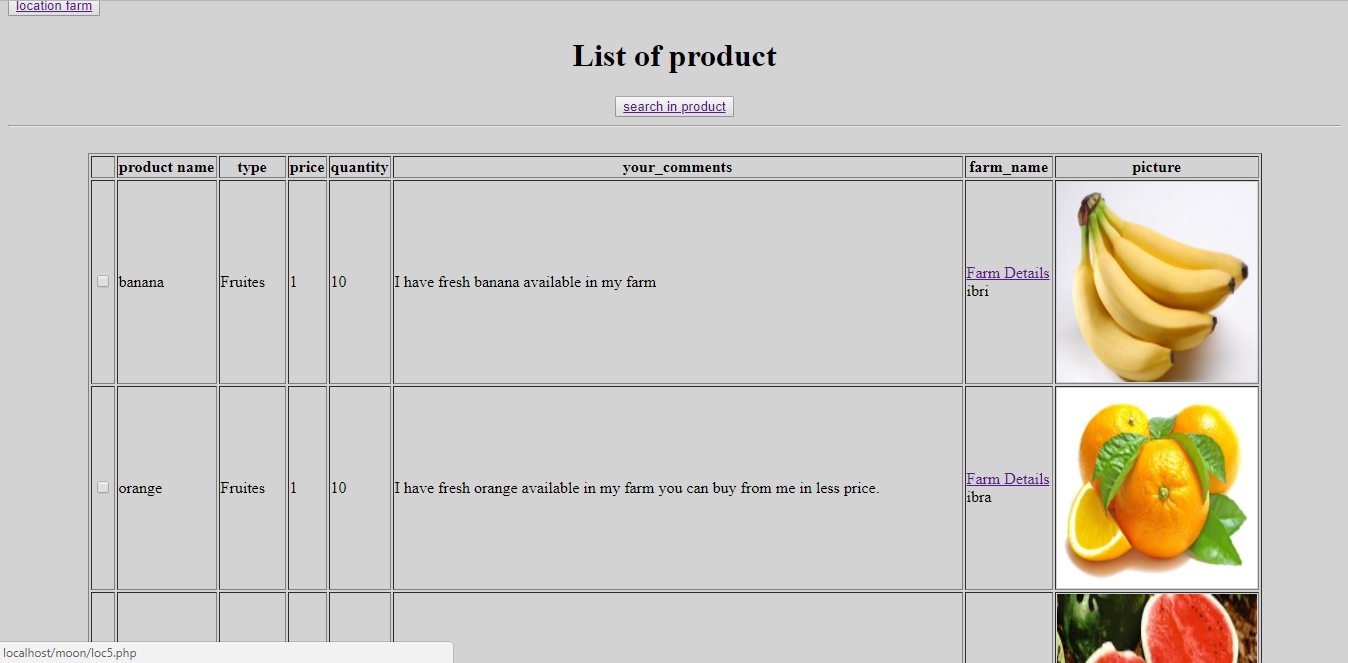 location farm
List of product
search in product
product name type price quantity your_comments farm_name picture
banana Fruites 1 10 I have fresh banana available in my farm Farm Details
ibri
orange Fruites 1 10 I have fresh orange available in my farm you can buy from me in less price. Farm Details
ibra
localhost/moon/loc5.php